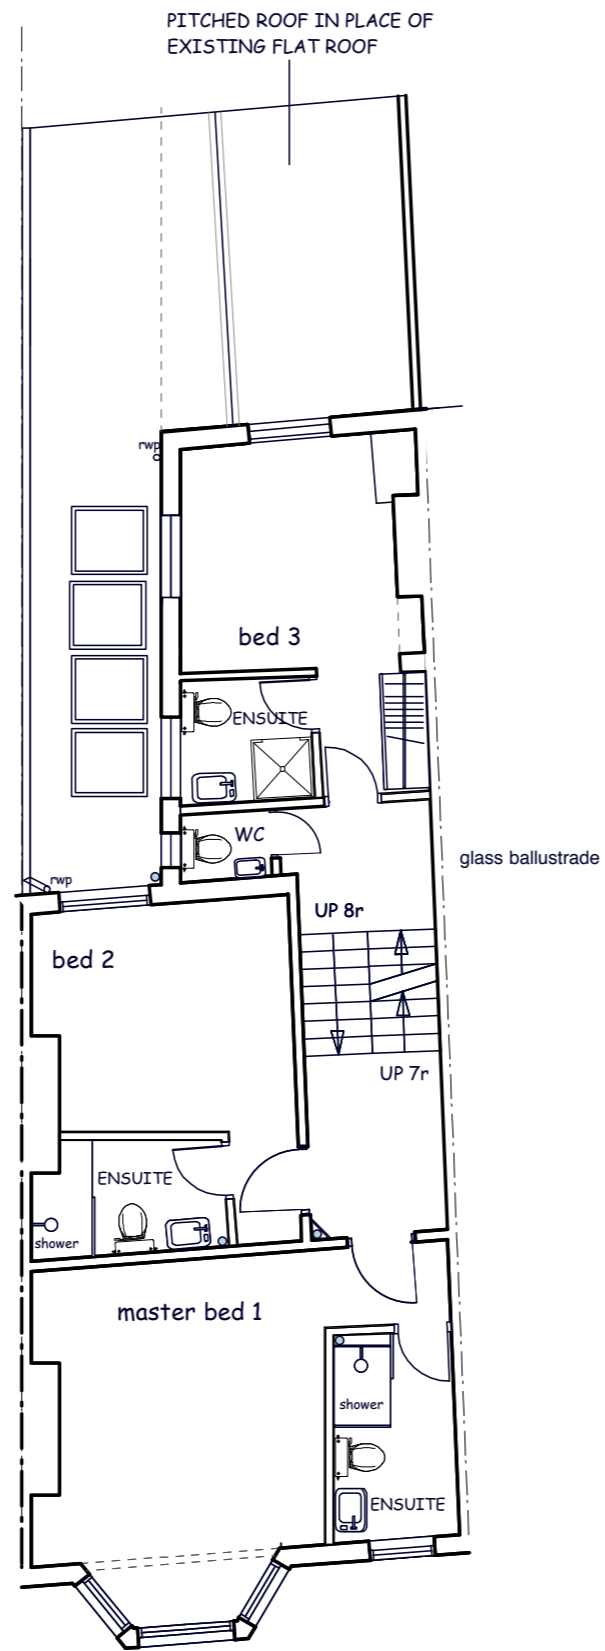 PITCHED ROOF IN PLACE OF
EXISTING FLAT ROOF
rwp
bed 3
ENSUITE
WC
glass ballustrade
rwp
UP 8r
bed 2
UP 7r
ENSUITE
shower
master bed 1
shower
ENSUITE